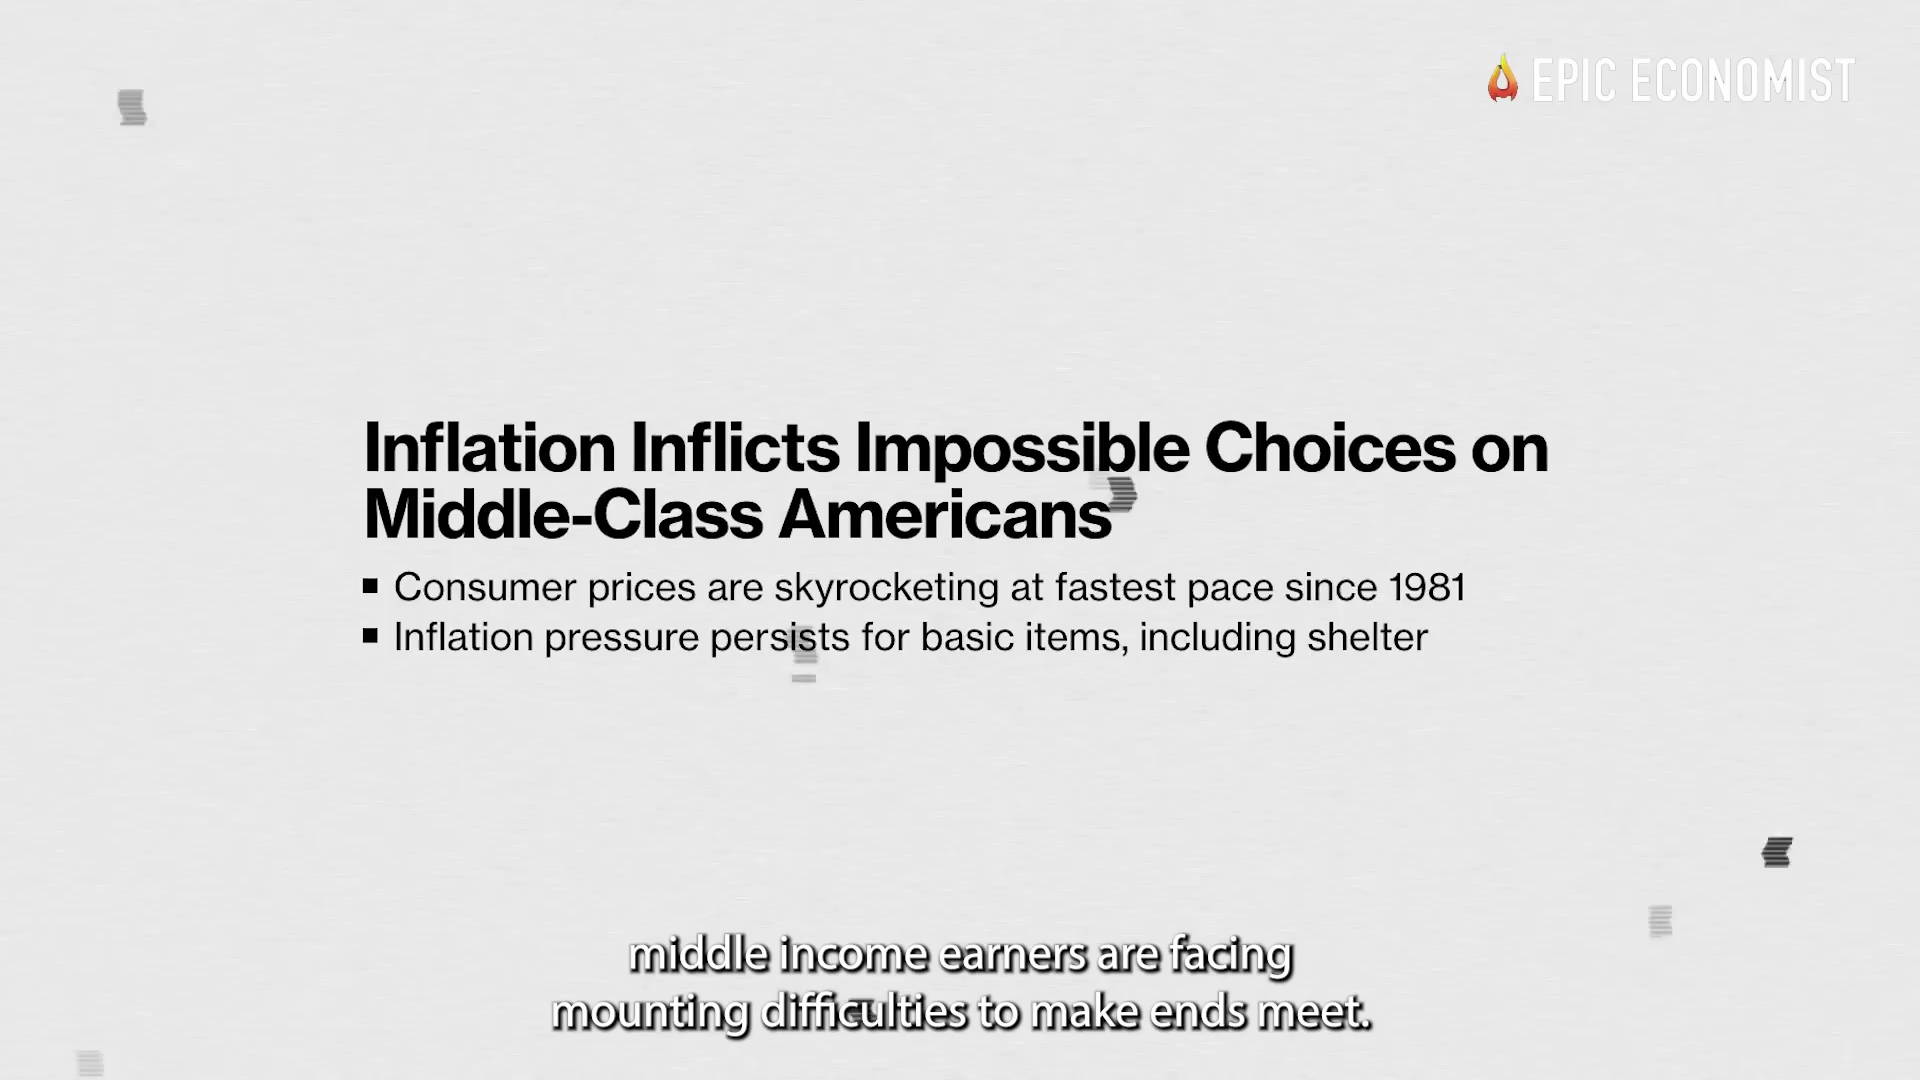 EPIC ECONOMIST
Inflation Inflicts Impossible Choices on
Middle-Class Americans
▪ Consumer prices are skyrocketing at fastest pace since 1981
▪ Inflation pressure persists for basic items, including shelter
middle income earners are facing
mounting difficulties to make ends meet.